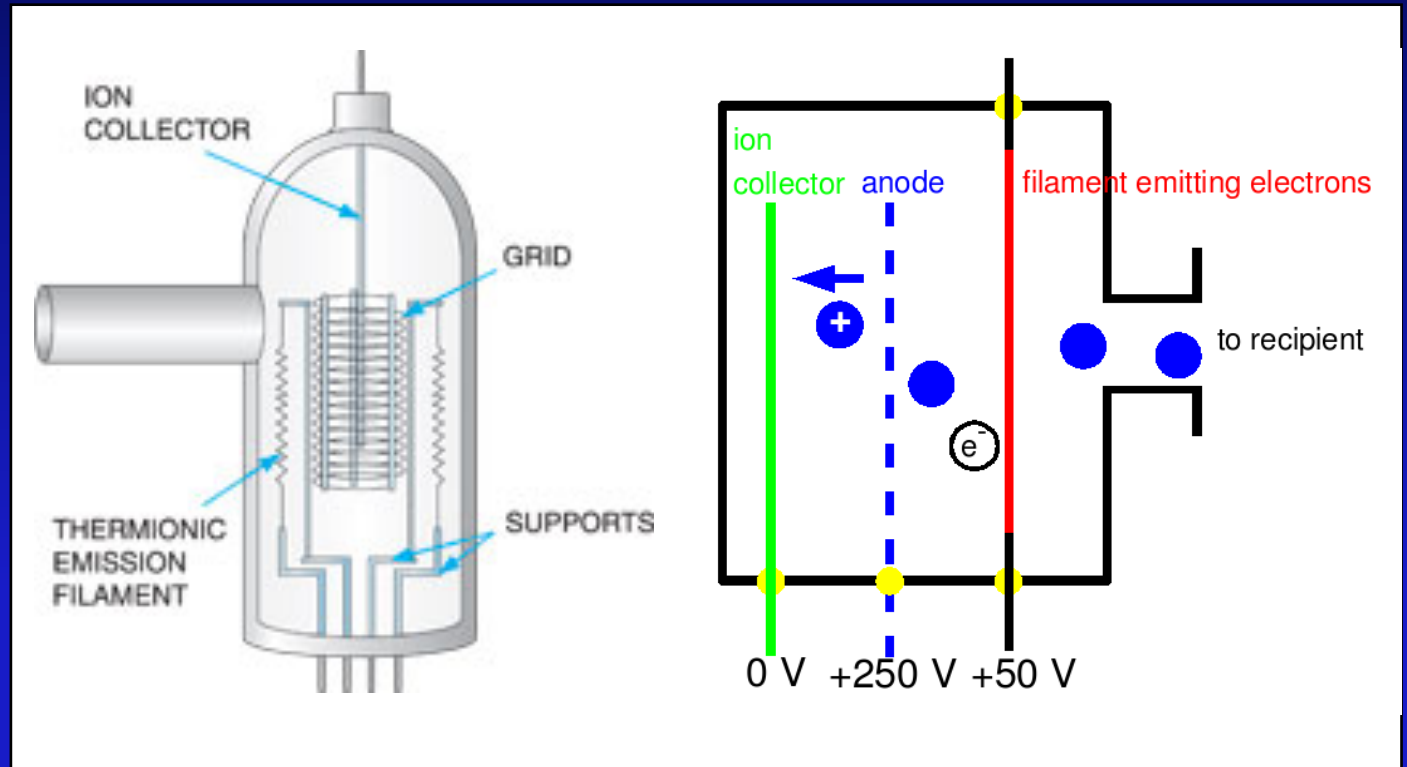 ION
COLLECTOR
GRID
THERMIONIC
EMISSION
FILAMENT
SUPPORTS
ion
collector anode filament emitting electrons
+
e-
to recipient
0 V +250 V +50 V